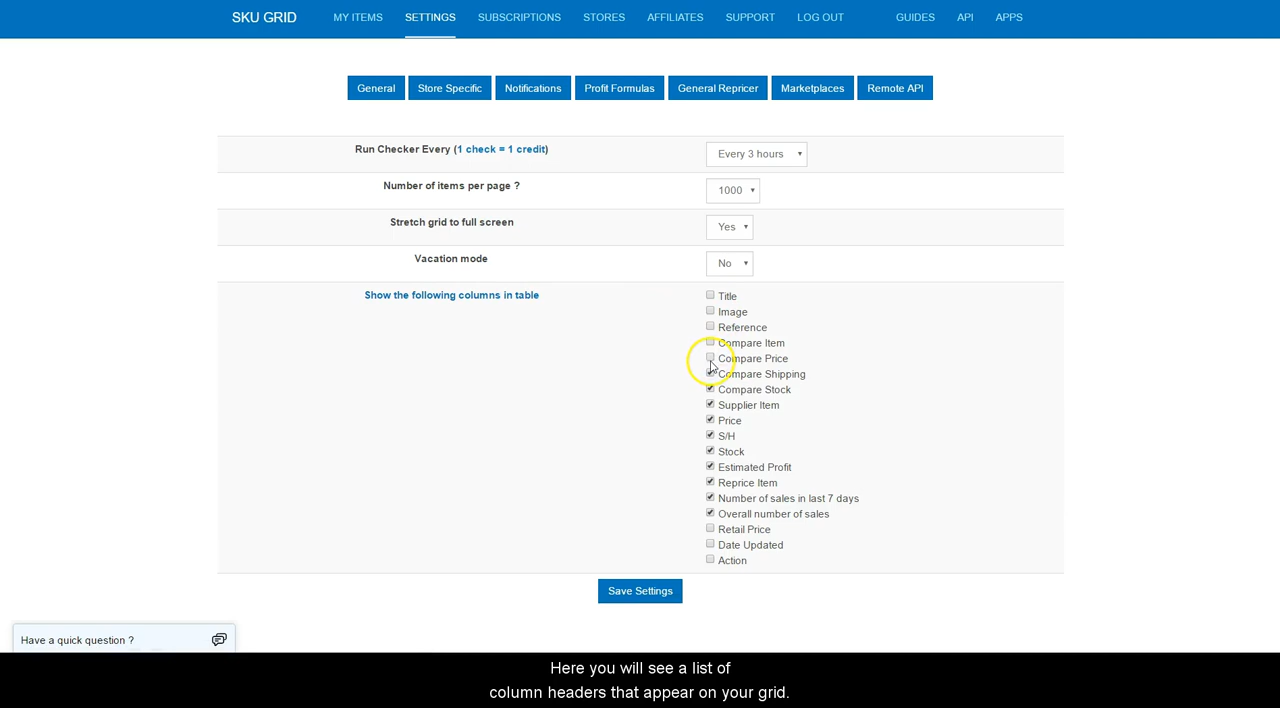 SKU GRID MY ITEMS SETTINGS SUBSCRIPTIONS STORES AFFILIATES SUPPORT LOG OUT GUIDES API APPS
General Store Specific Notifications Profit Formulas General Repricer Marketplaces Remote API
Run Checker Every (1 check = 1 credit) Every 3 hours
Number of items per page ? 1000
Stretch grid to full screen Yes
Vacation mode No
Show the following columns in table Title
Image
Reference
Compare Item
Compare Price
Compare Shipping
Compare Stock
Supplier Item
Price
S/H
Stock
Estimated Profit
Reprice Item
Number of sales in last 7 days
Overall number of sales
Retail Price
Date Updated
Action
Save Settings
Have a quick question ?
Here you will see a list of
column headers that appear on your grid.